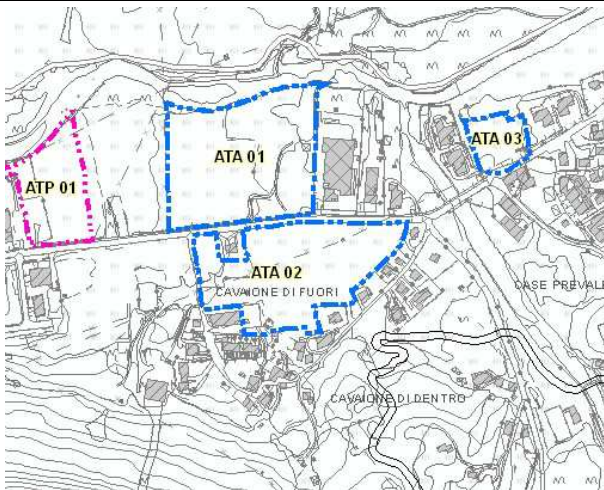 ATA 01
ATA 03
ATP 01
ATA 02
CAVAIONE DI FUORI
CASE PREVALE
CAVAIONE DI DENTRO